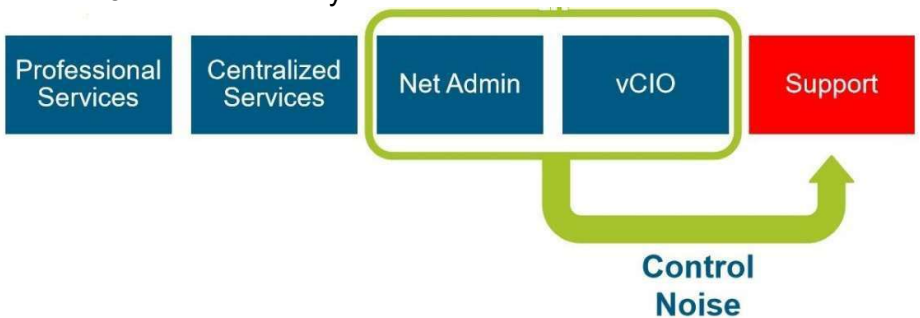 Professional
Services
Centralized
Services
Net Admin
vCIO
Support
Control
Noise